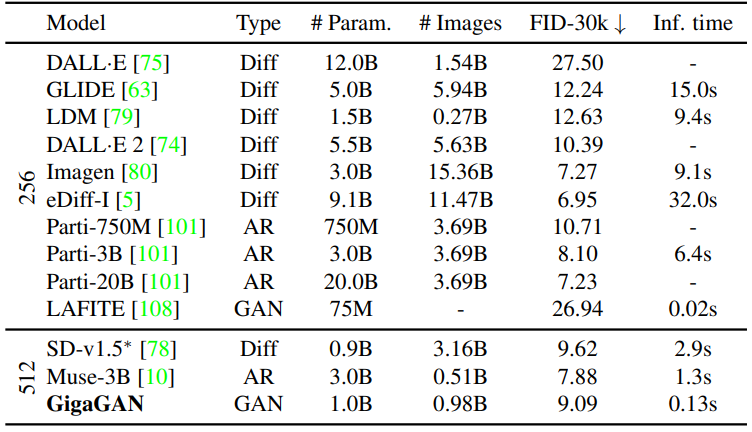 Model Type # Param. # Images FID-30k ↓ Inf. time
256
DALL·E [75] Diff 12.0B 1.54B 27.50 -
GLIDE [63] Diff 5.0B 5.94B 12.24 15.0s
LDM [79] Diff 1.5B 0.27B 12.63 9.4s
DALL·E 2 [74] Diff 5.5B 5.63B 10.39 -
Imagen [80] Diff 3.0B 15.36B 7.27 9.1s
eDiff-I [5] Diff 9.1B 11.47B 6.95 32.0s
Parti-750M [101] AR 750M 3.69B 10.71 -
Parti-3B [101] AR 3.0B 3.69B 8.10 6.4s
Parti-20B [101] AR 20.0B 3.69B 7.23 -
LAFITE [108] GAN 75M - 26.94 0.02s
512
SD-v1.5* [78] Diff 0.9B 3.16B 9.62 2.9s
Muse-3B [10] AR 3.0B 0.51B 7.88 1.3s
GigaGAN GAN 1.0B 0.98B 9.09 0.13s